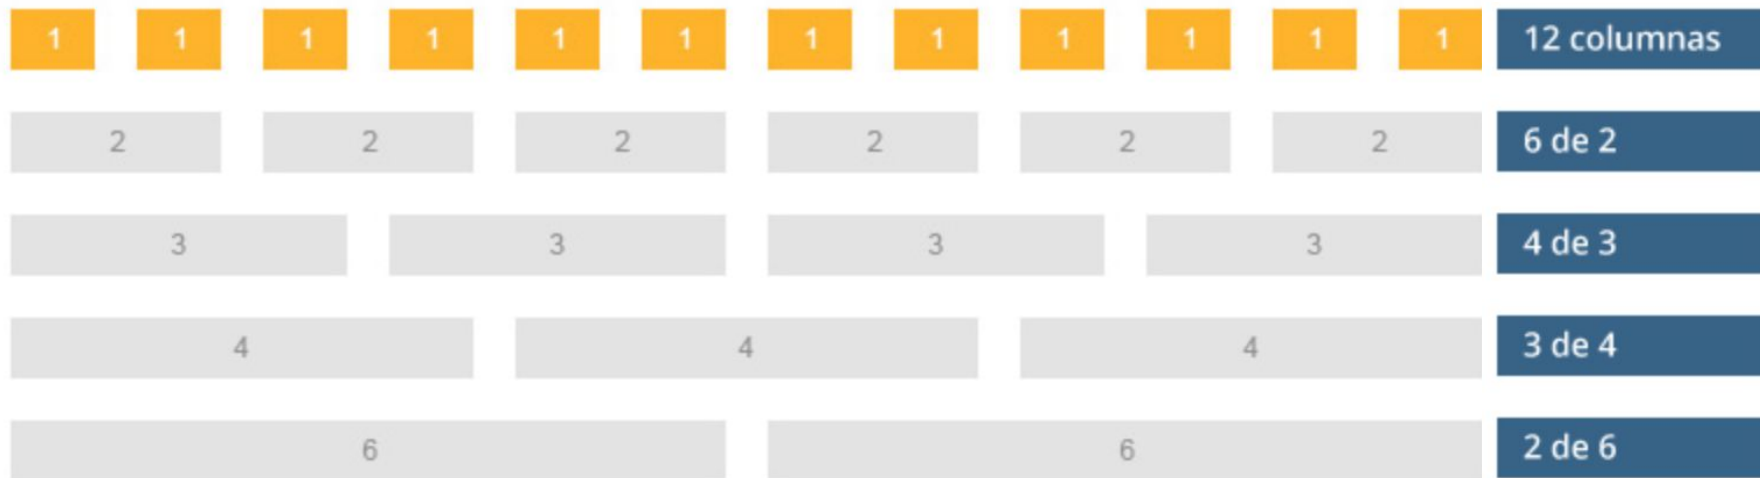 1 1 1 1 1 1 1 1 1 1 1 1 12 columnas
2 2 2 2 2 2 6 de 2
3 3 3 3 4 de 3
4 4 4 3 de 4
6 6 2 de 6